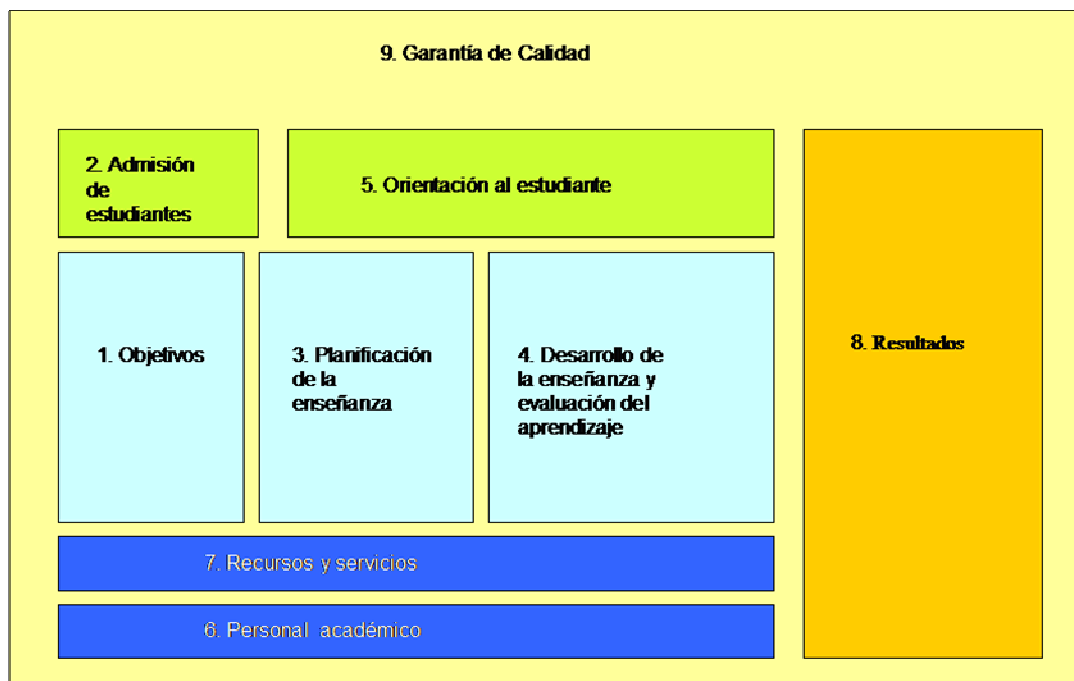 9. Garantía de Calidad
2. Admisión
de
estudiantes
5. Orientación al estudiante
1. Objetivos
3. Planificación
de la
enseñanza
4. Desarrollo de
la enseñanza y
evaluación del
aprendizaje
8. Resultados
7. Recursos y servicios
6. Personal académico